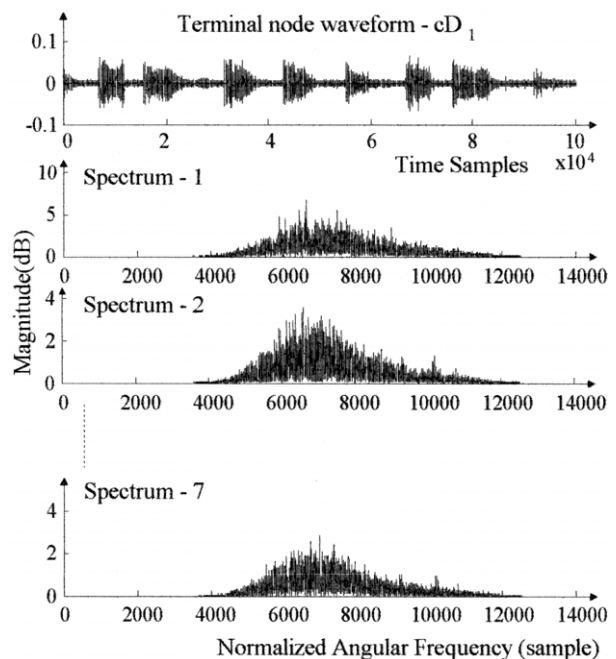 Terminal node waveform - cD 1
0.1
0
-0.1
0 2 4 6 8 10
Time Samples x10 4
Spectrum - 1
10
5
0
0 2000 4000 6000 8000 10000 12000 14000
Magnitude(dB)
Spectrum - 2
4
2
0
0 2000 4000 6000 8000 10000 12000 14000
Spectrum - 7
4
2
0
0 2000 4000 6000 8000 10000 12000 14000
Normalized Angular Frequency (sample)